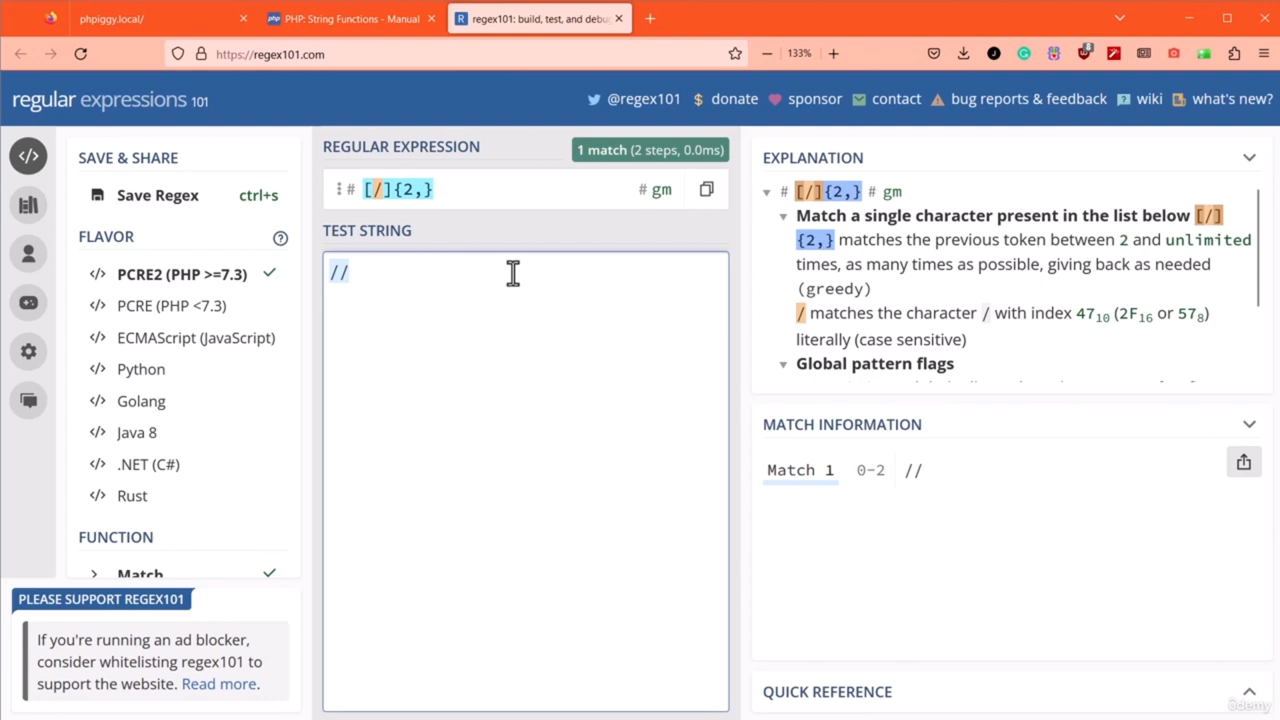 phpiggy.local/
php PHP: String Functions - Manual
R regex101: build, test, and debug
https://regex101.com
133%
regular expressions 101
@regex101
$ donate
sponsor
contact
bug reports & feedback
wiki
what's new?
SAVE & SHARE
Save Regex ctrl+s
FLAVOR
</> PCRE2 (PHP >=7.3)
</> PCRE (PHP <7.3)
</> ECMAScript (JavaScript)
</> Python
</> Golang
</> Java 8
</> .NET (C#)
</> Rust
FUNCTION
Match
PLEASE SUPPORT REGEX101
If you're running an ad blocker,
consider whitelisting regex101 to
support the website. Read more.
REGULAR EXPRESSION
1 match (2 steps, 0.0ms)
# [/]{2,} # gm
TEST STRING
//
EXPLANATION
# [/]{2,} # gm
Match a single character present in the list below [/]
{2,} matches the previous token between 2 and unlimited
times, as many times as possible, giving back as needed
(greedy)
/ matches the character / with index 47₁₀ (2F₁₆ or 57₈)
literally (case sensitive)
Global pattern flags
MATCH INFORMATION
Match 1 0-2 //
QUICK REFERENCE
ûdemy